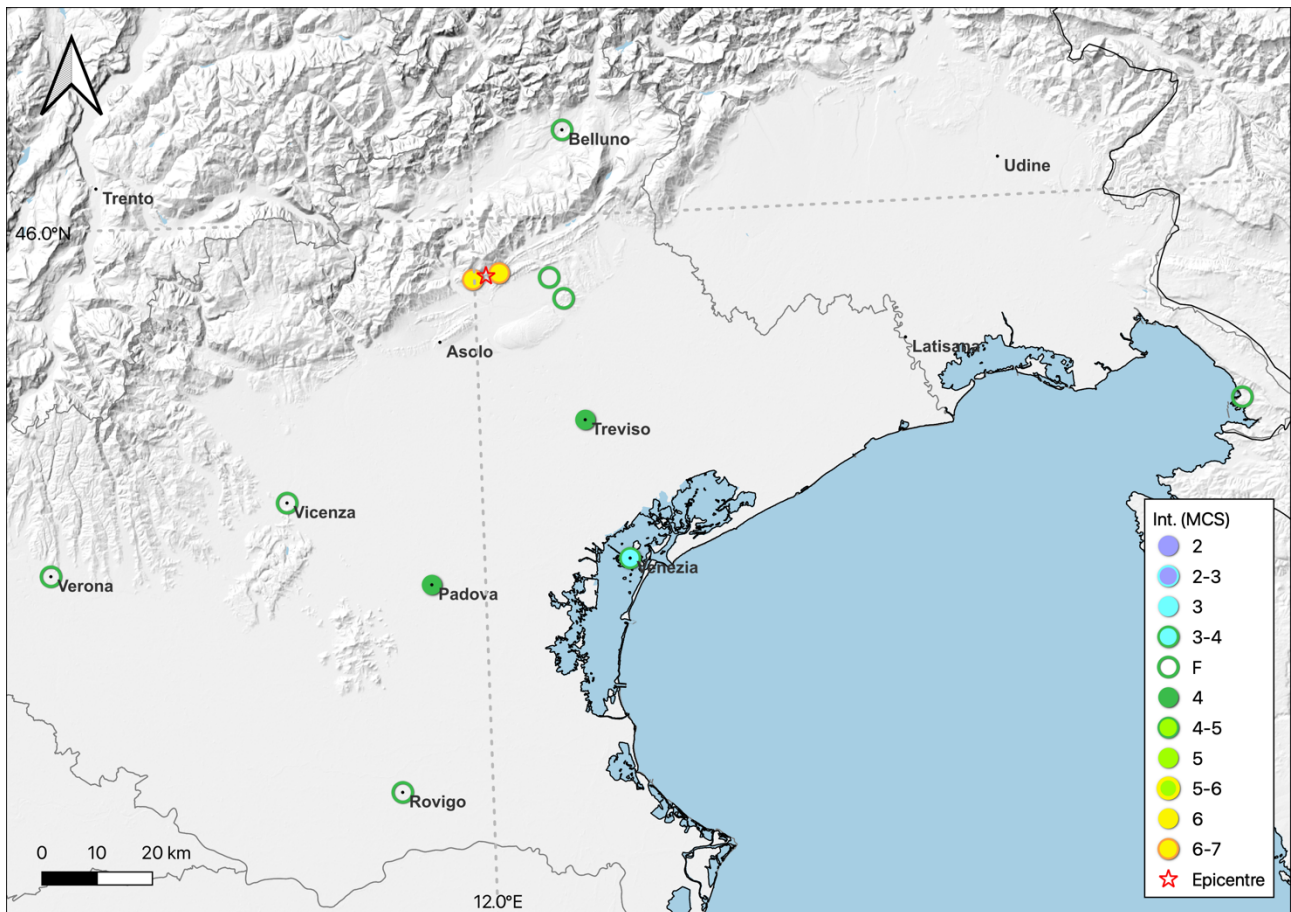 Belluno
Udine
Trento
46.0°N
Asolo
Latisana
Treviso
Vicenza
Venezia
Verona
Padova
Rovigo
12.0°E
0 10 20 km
Int. (MCS)
2
2-3
3
3-4
F
4
4-5
5
5-6
6
6-7
Epicentre